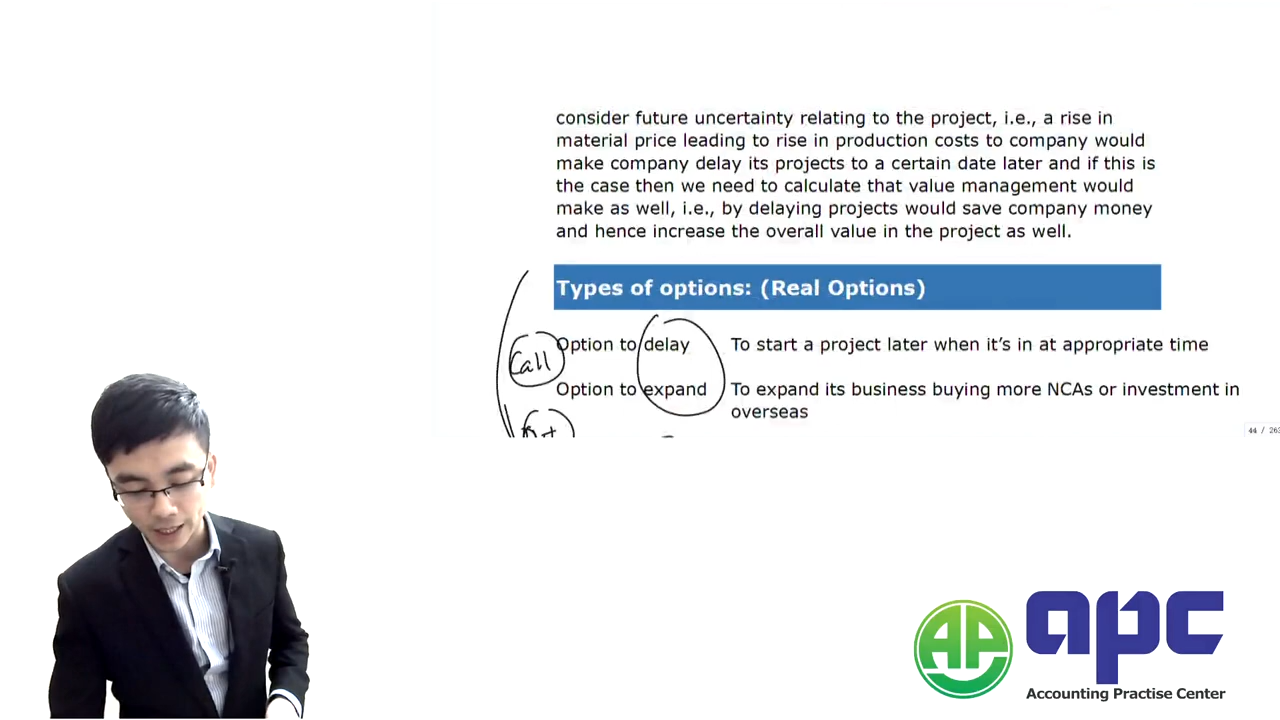 consider future uncertainty relating to the project, i.e., a rise in
material price leading to rise in production costs to company would
make company delay its projects to a certain date later and if this is
the case then we need to calculate that value management would
make as well, i.e., by delaying projects would save company money
and hence increase the overall value in the project as well.
Types of options: (Real Options)
Call
Option to delay To start a project later when it's in at appropriate time
Option to expand To expand its business buying more NCAs or investment in
overseas
44 / 263
AP
apc
Accounting Practise Center